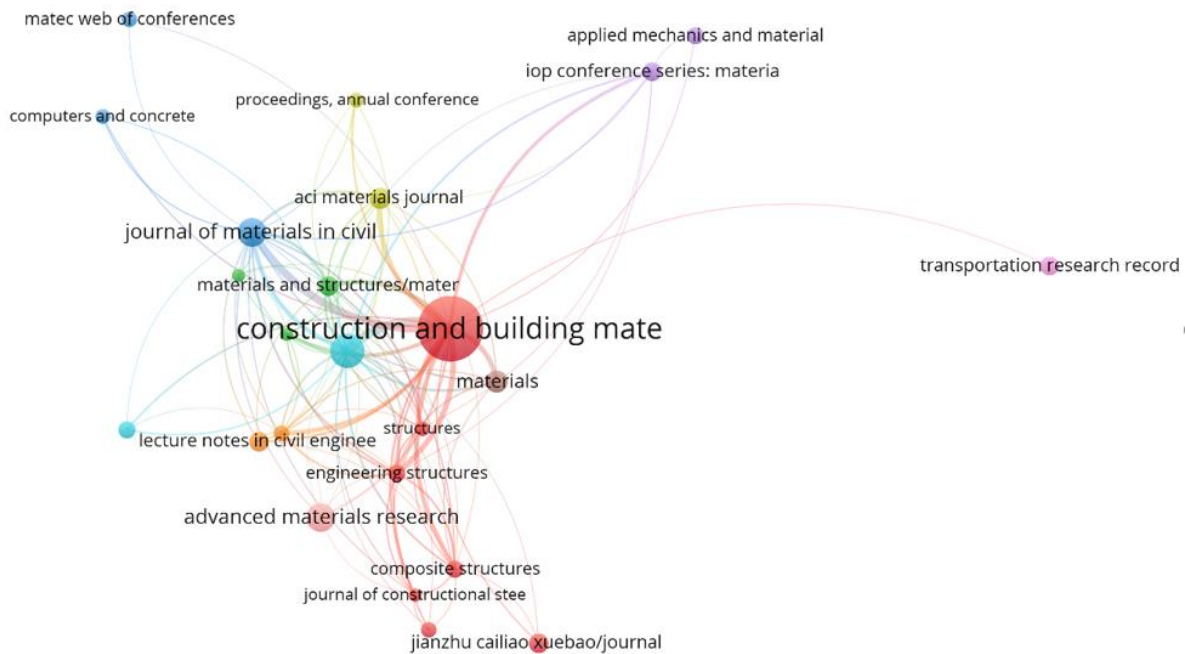 matec web of conferences
applied mechanics and material
iop conference series: materia
proceedings, annual conference
computers and concrete
aci materials journal
journal of materials in civil
transportation research record
materials and structures/mater
construction and building mate
materials
structures
lecture notes in civil enginee
engineering structures
advanced materials research
composite structures
journal of constructional stee
jianzhu cailiao xuebao/journal